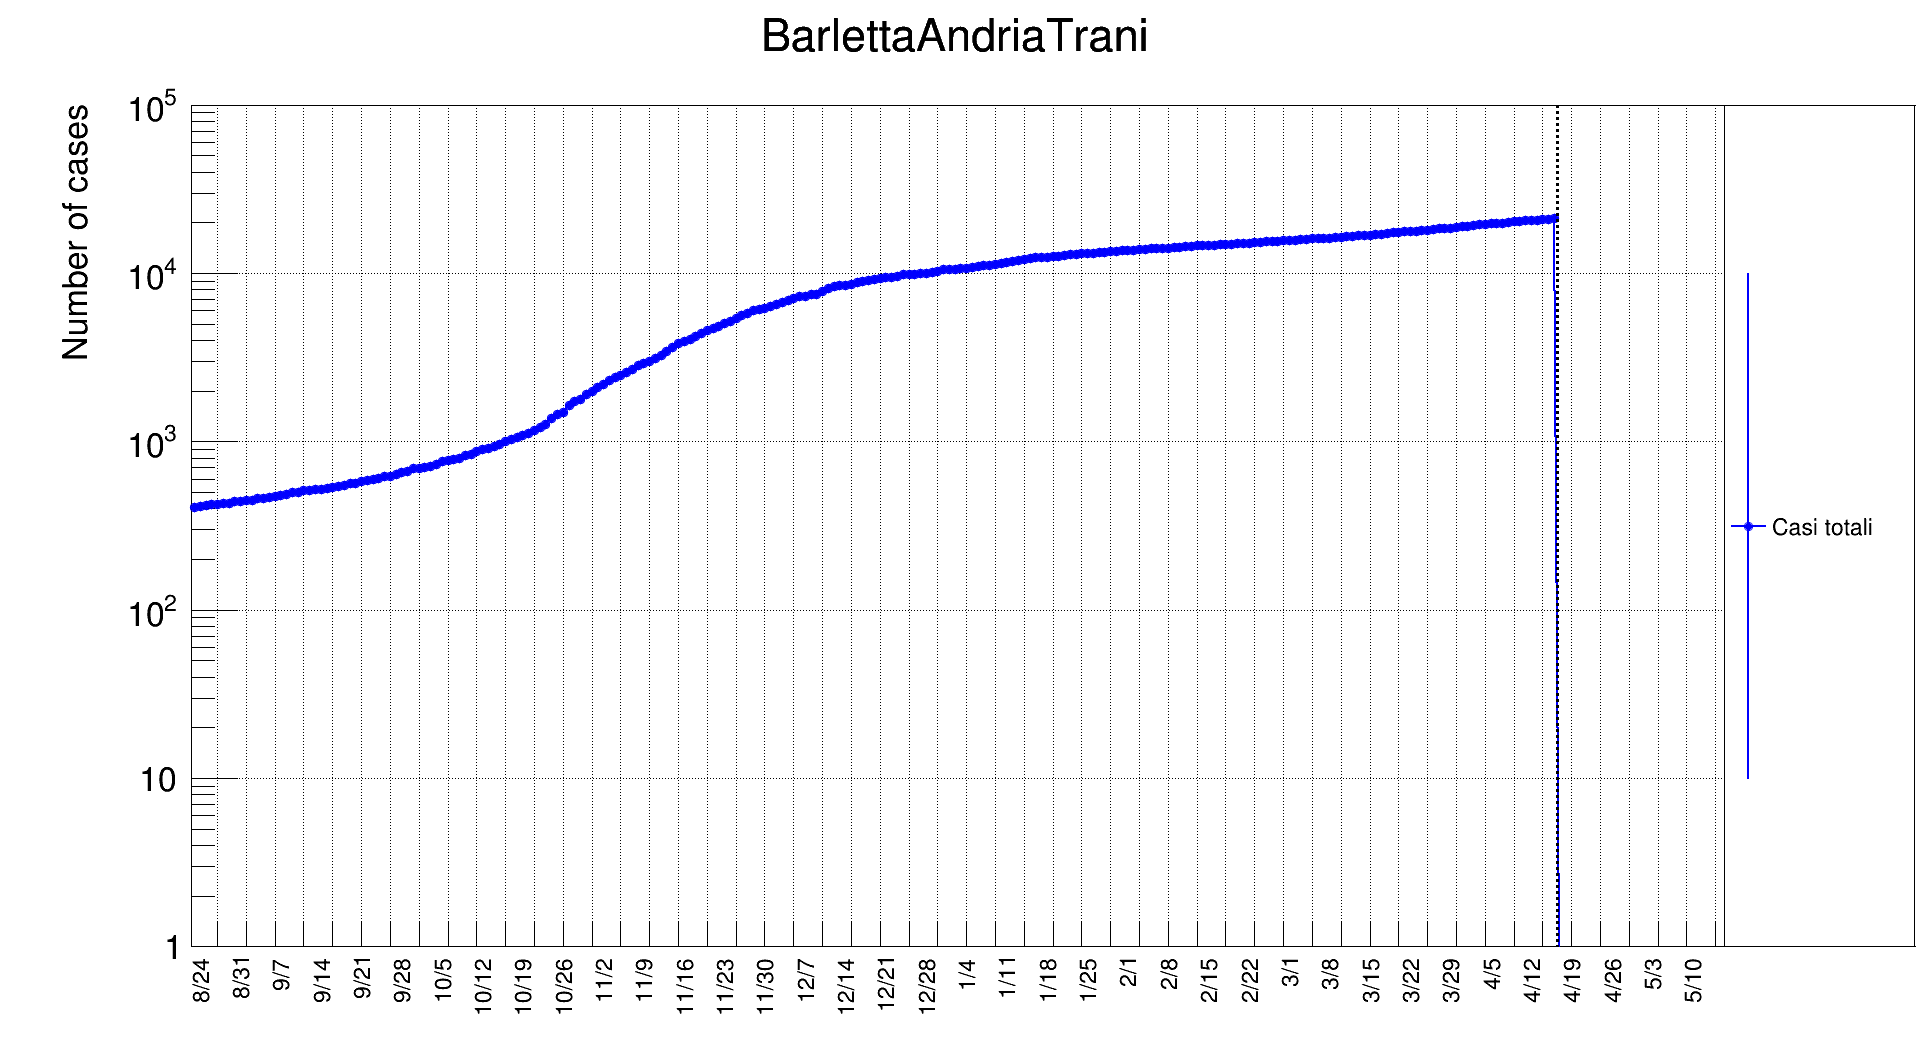 BarlettaAndriaTrani
Number of cases
10^5
10^4
10^3
10^2
10
1
8/24 8/31 9/7 9/14 9/21 9/28 10/5 10/12 10/19 10/26 11/2 11/9 11/16 11/23 11/30 12/7 12/14 12/21 12/28 1/4 1/11 1/18 1/25 2/1 2/8 2/15 2/22 3/1 3/8 3/15 3/22 3/29 4/5 4/12 4/19 4/26 5/3 5/10
Casi totali